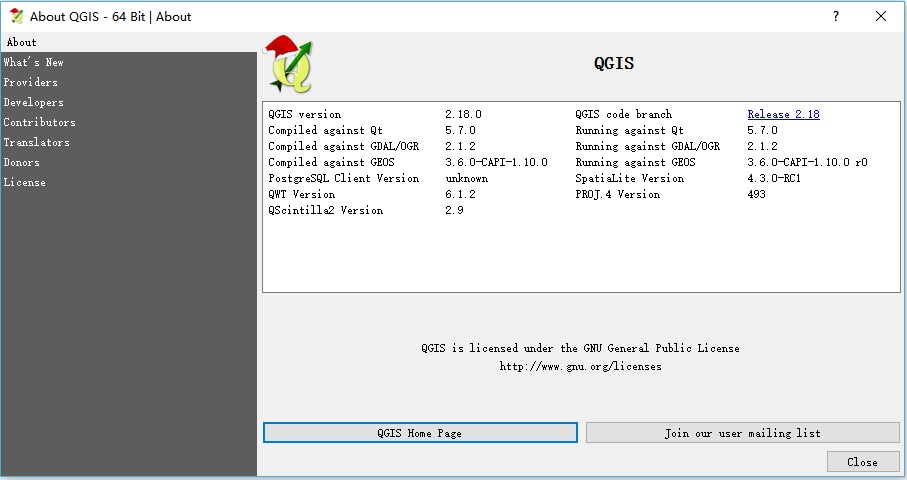 About QGIS - 64 Bit | About
?
About
What's New
Providers
Developers
Contributors
Translators
Donors
License
QGIS
QGIS version 2.18.0 QGIS code branch Release 2.18
Compiled against Qt 5.7.0 Running against Qt 5.7.0
Compiled against GDAL/OGR 2.1.2 Running against GDAL/OGR 2.1.2
Compiled against GEOS 3.6.0-CAPI-1.10.0 Running against GEOS 3.6.0-CAPI-1.10.0 r0
PostgreSQL Client Version unknown SpatiaLite Version 4.3.0-RC1
QWT Version 6.1.2 PROJ.4 Version 493
QScintilla2 Version 2.9
QGIS is licensed under the GNU General Public License
http://www.gnu.org/licenses
QGIS Home Page Join our user mailing list
Close